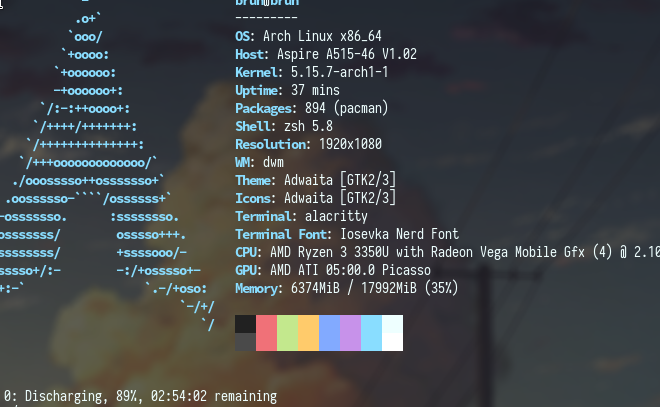 brun@brun
---------
OS: Arch Linux x86_64
Host: Aspire A515-46 V1.02
Kernel: 5.15.7-arch1-1
Uptime: 37 mins
Packages: 894 (pacman)
Shell: zsh 5.8
Resolution: 1920x1080
WM: dwm
Theme: Adwaita [GTK2/3]
Icons: Adwaita [GTK2/3]
Terminal: alacritty
Terminal Font: Iosevka Nerd Font
CPU: AMD Ryzen 3 3350U with Radeon Vega Mobile Gfx (4) @ 2.10
GPU: AMD ATI 05:00.0 Picasso
Memory: 6374MiB / 17992MiB (35%)
0: Discharging, 89%, 02:54:02 remaining